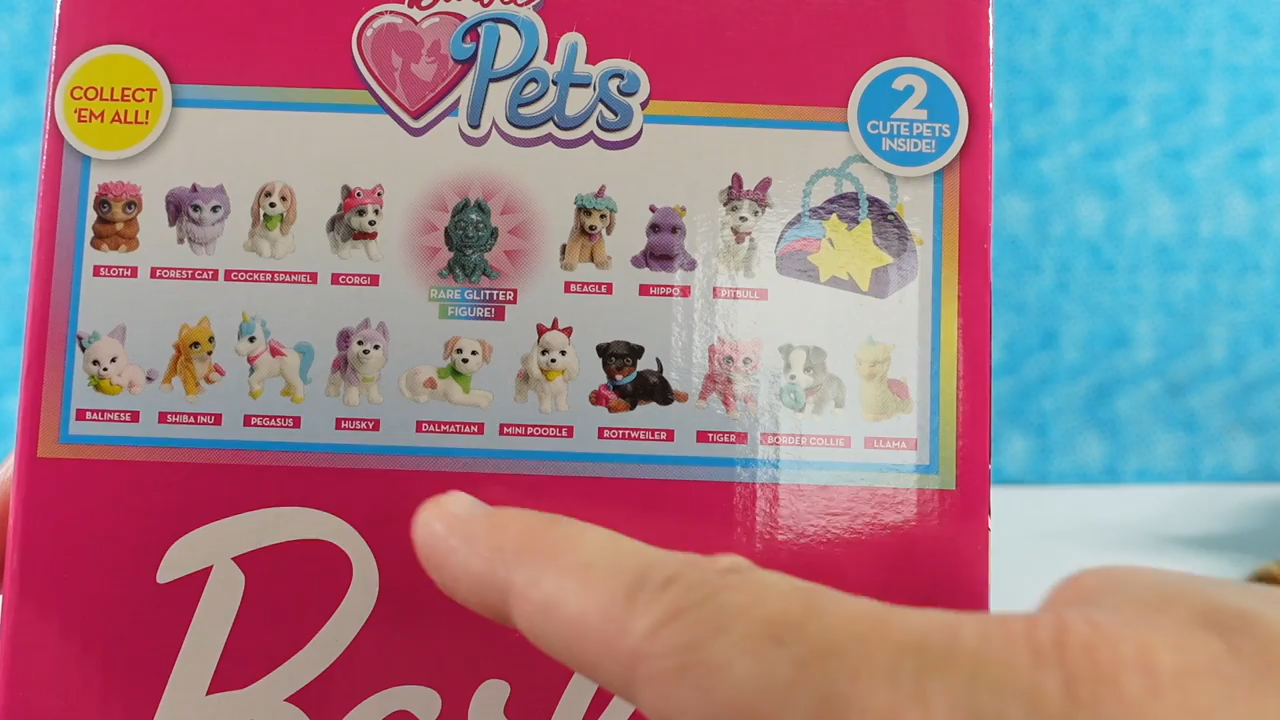 Barbie
Pets
COLLECT
'EM ALL!
2
CUTE PETS
INSIDE!
SLOTH
FOREST CAT
COCKER SPANIEL
CORGI
RARE GLITTER
FIGURE!
BEAGLE
HIPPO
PITBULL
BALINESE
SHIBA INU
PEGASUS
HUSKY
DALMATIAN
MINI POODLE
ROTTWEILER
TIGER
BORDER COLLIE
LLAMA